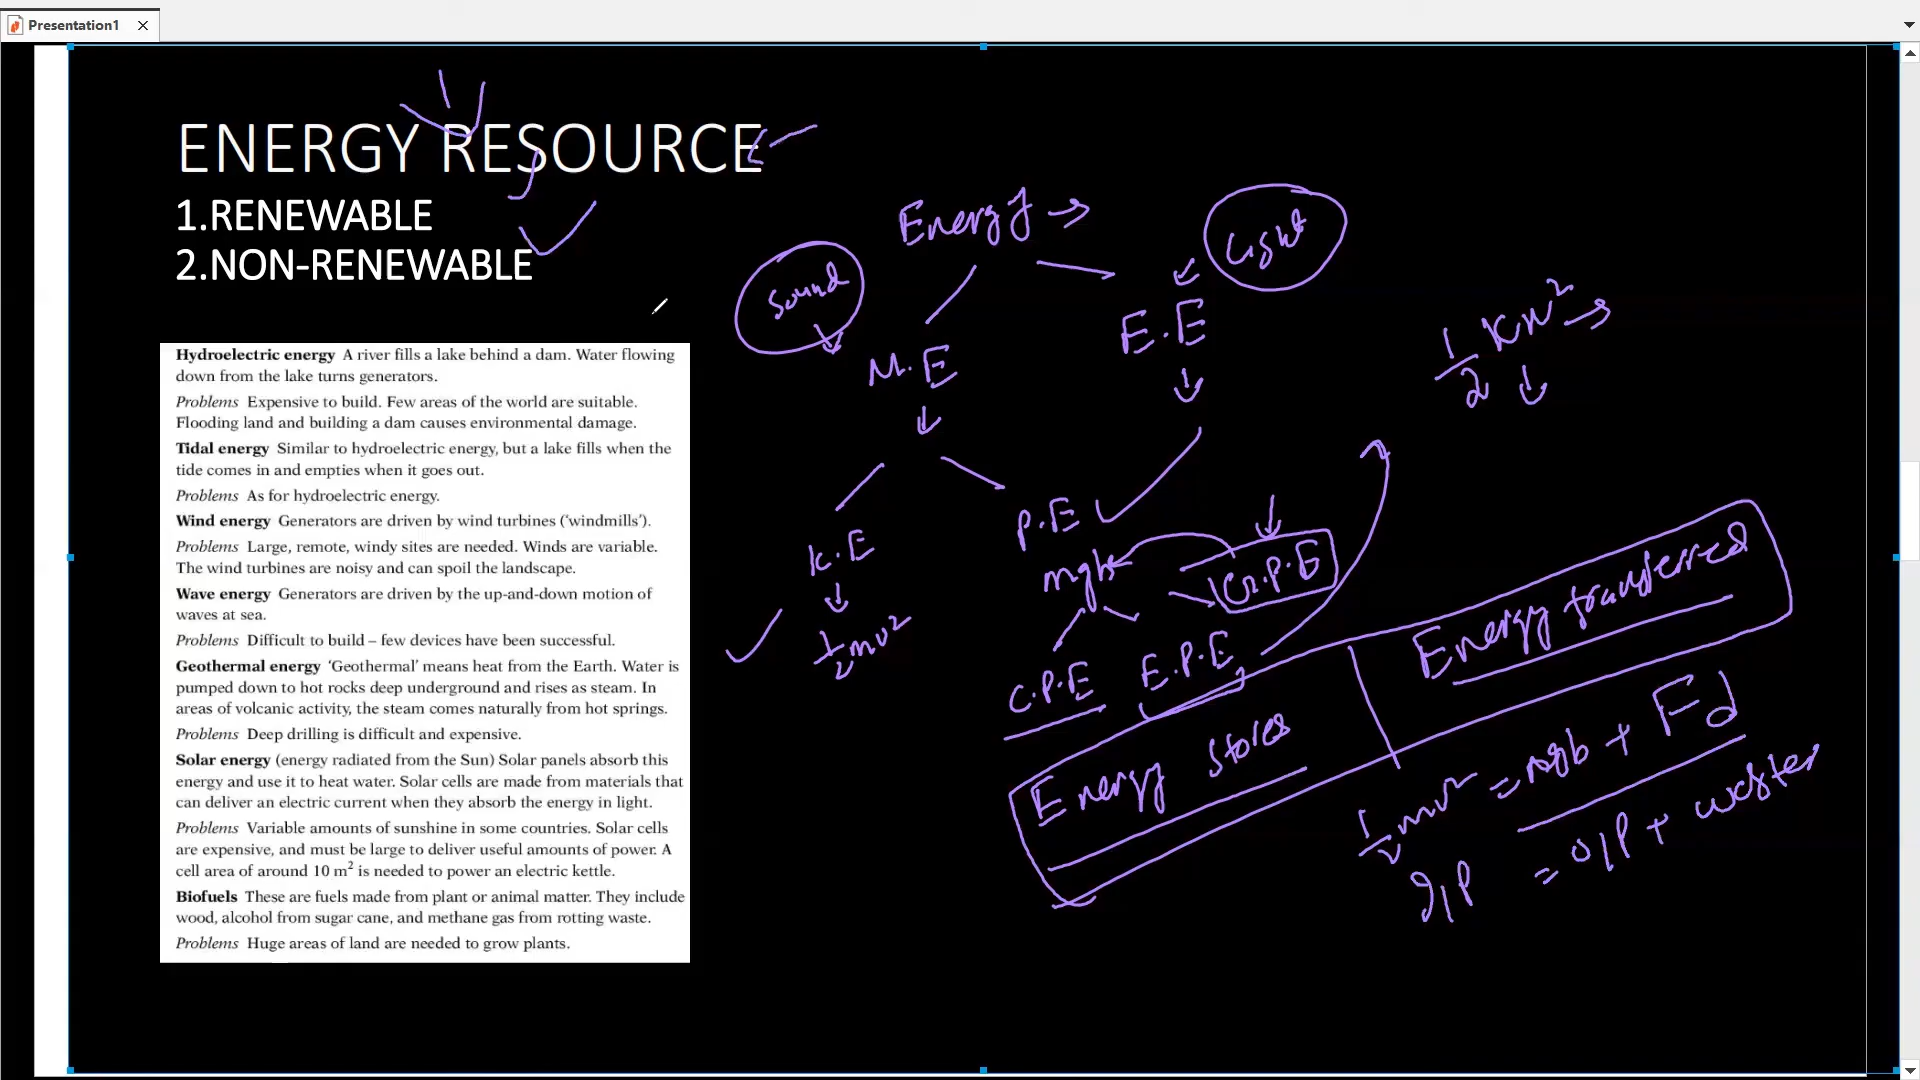 Presentation1
ENERGY RESOURCE
1.RENEWABLE
2.NON-RENEWABLE
Hydroelectric energy A river fills a lake behind a dam. Water flowing
down from the lake turns generators.
Problems Expensive to build. Few areas of the world are suitable.
Flooding land and building a dam causes environmental damage.
Tidal energy Similar to hydroelectric energy, but a lake fills when the
tide comes in and empties when it goes out.
Problems As for hydroelectric energy.
Wind energy Generators are driven by wind turbines (‘windmills’).
Problems Large, remote, windy sites are needed. Winds are variable.
The wind turbines are noisy and can spoil the landscape.
Wave energy Generators are driven by the up-and-down motion of
waves at sea.
Problems Difficult to build – few devices have been successful.
Geothermal energy ‘Geothermal’ means heat from the Earth. Water is
pumped down to hot rocks deep underground and rises as steam. In
areas of volcanic activity, the steam comes naturally from hot springs.
Problems Deep drilling is difficult and expensive.
Solar energy (energy radiated from the Sun) Solar panels absorb this
energy and use it to heat water. Solar cells are made from materials that
can deliver an electric current when they absorb the energy in light.
Problems Variable amounts of sunshine in some countries. Solar cells
are expensive, and must be large to deliver useful amounts of power. A
cell area of around 10 m² is needed to power an electric kettle.
Biofuels These are fuels made from plant or animal matter. They include
wood, alcohol from sugar cane, and methane gas from rotting waste.
Problems Huge areas of land are needed to grow plants.
Energy →
Light
Sound
E.E
M.E
P.E
K.E
mgh
G.P.E
1/2 mv²
C.P.E
E.P.E
Energy stores
Energy transferred
1/2 mv² = mgh + Fd
I/P = O/P +